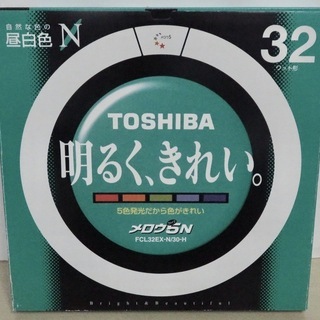 自然な色の
昼白色 N
32
ワット形
TOSHIBA
明るく、きれい。
5色発光だから色がきれい
メロウ5N
FCL32EX-N/30-H
Bright & Beautiful